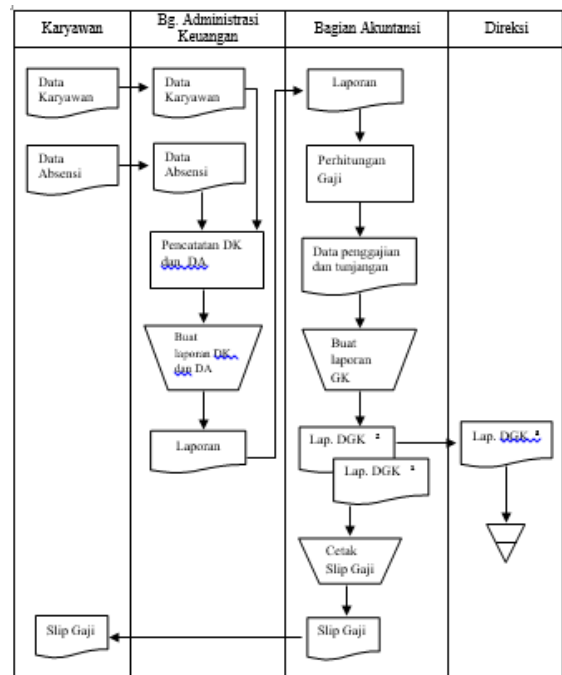 Karyawan
Bg. Administrasi
Keuangan
Bagian Akuntansi
Direksi
Data
Karyawan
Data
Karyawan
Laporan
Data
Absensi
Data
Absensi
Perhitungan
Gaji
Pencatatan DK
dan DA
Data penggajian
dan tunjangan
Buat
laporan DK
dan DA
Buat
laporan
GK
Laporan
Lap. DGK ²
Lap. DGK
Lap. DGK ²
Cetak
Slip Gaji
Slip Gaji
Slip Gaji